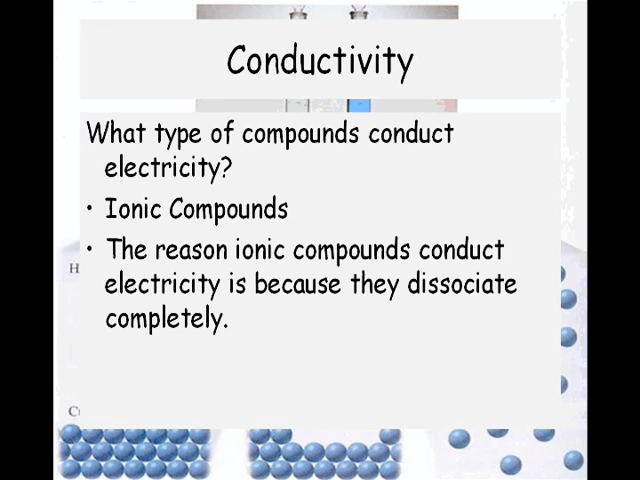 Conductivity
What type of compounds conduct
electricity?
• Ionic Compounds
• The reason ionic compounds conduct
electricity is because they dissociate
completely.
H